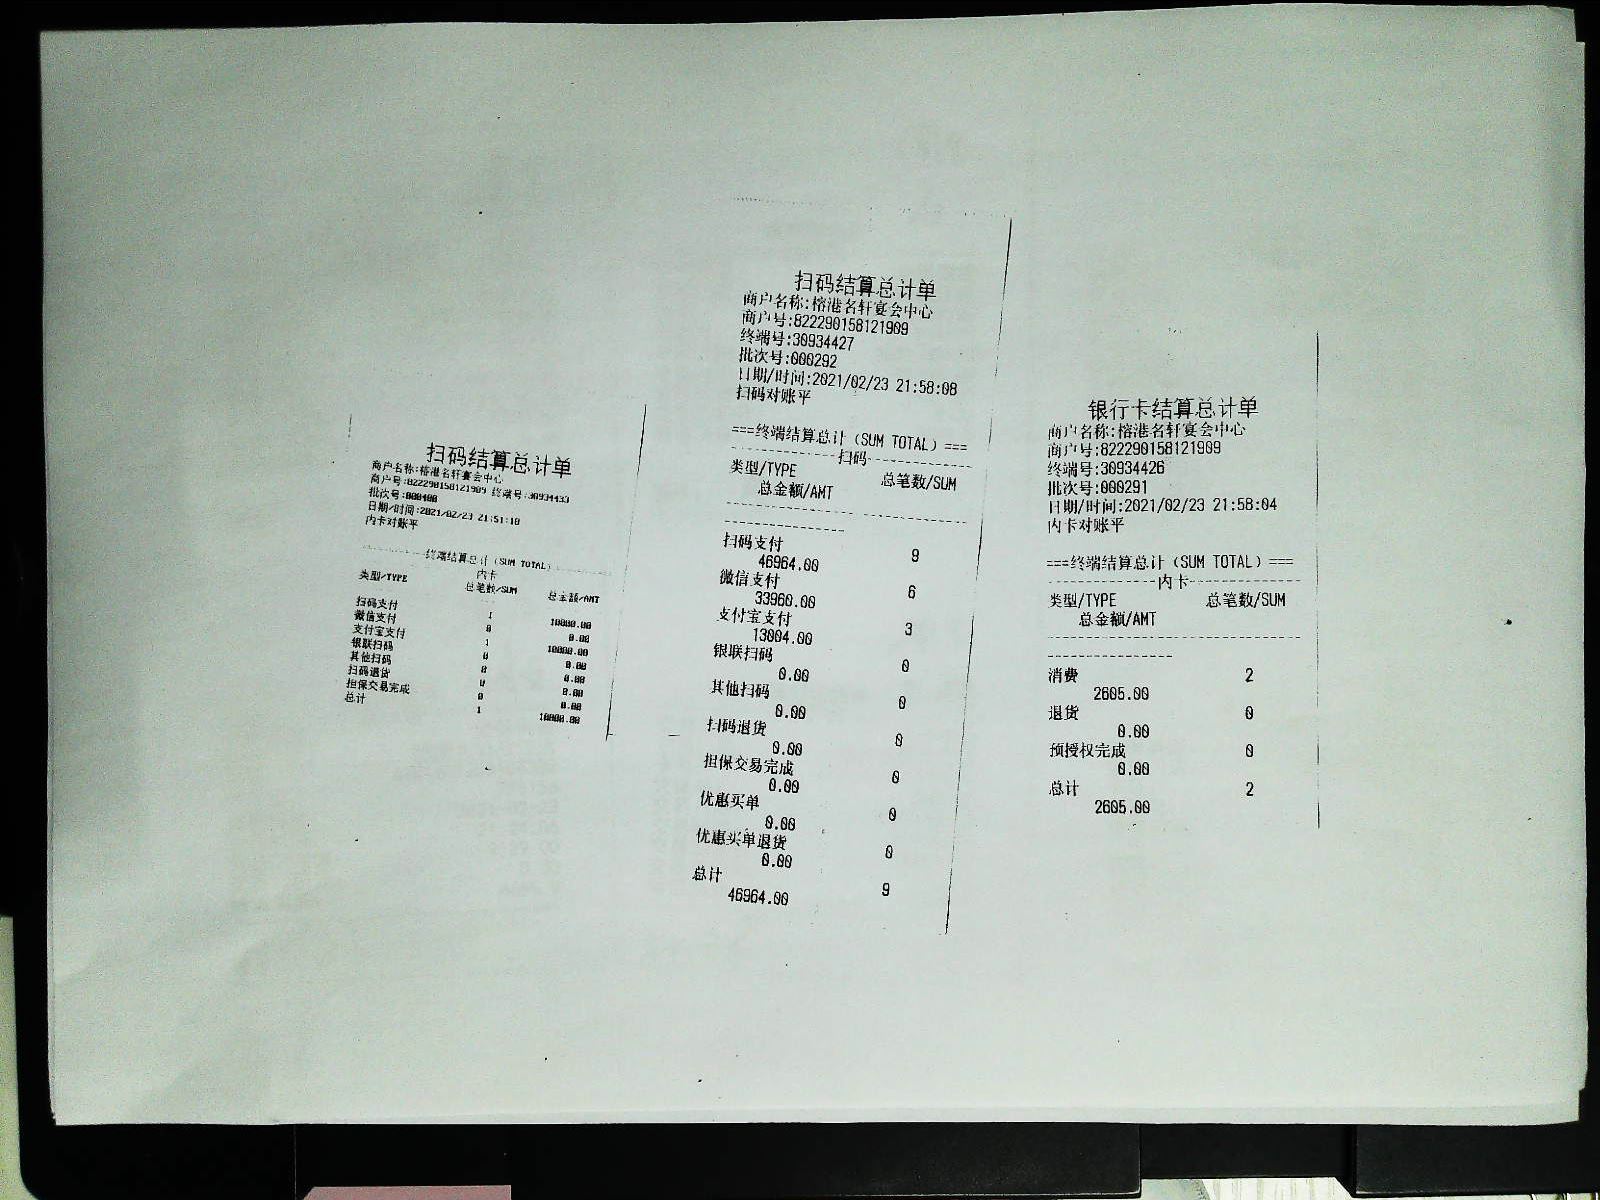 扫码结算总计单
商户名称:榕港名轩宴会中心
商户号:822290158121909 终端号:30934433
批次号:000400
日期/时间:2021/02/23 21:51:10
内卡对账平
终端结算总计(SUM TOTAL)
内卡
类型/TYPE 总笔数/SUM 总金额/AMT
扫码支付 1 10000.00
微信支付 0 0.00
支付宝支付 1 10000.00
银联扫码 0 0.00
其他扫码 0 0.00
扫码退货 0 0.00
担保交易完成 0 0.00
总计 1 10000.00
扫码结算总计单
商户名称:榕港名轩宴会中心
商户号:822290158121909
终端号:30934427
批次号:000292
日期/时间:2021/02/23 21:58:08
扫码对账平
===终端结算总计(SUM TOTAL)===
扫码
类型/TYPE 总笔数/SUM
总金额/AMT
扫码支付 9
46964.00
微信支付 6
33960.00
支付宝支付 3
13004.00
银联扫码 0
0.00
其他扫码 0
0.00
扫码退货 0
0.00
担保交易完成 0
0.00
优惠买单 0
0.00
优惠买单退货 0
0.00
总计 9
46964.00
银行卡结算总计单
商户名称:榕港名轩宴会中心
商户号:822290158121909
终端号:30934426
批次号:000291
日期/时间:2021/02/23 21:58:04
内卡对账平
===终端结算总计(SUM TOTAL)===
内卡
类型/TYPE 总笔数/SUM
总金额/AMT
消费 2
2605.00
退货 0
0.00
预授权完成 0
0.00
总计 2
2605.00